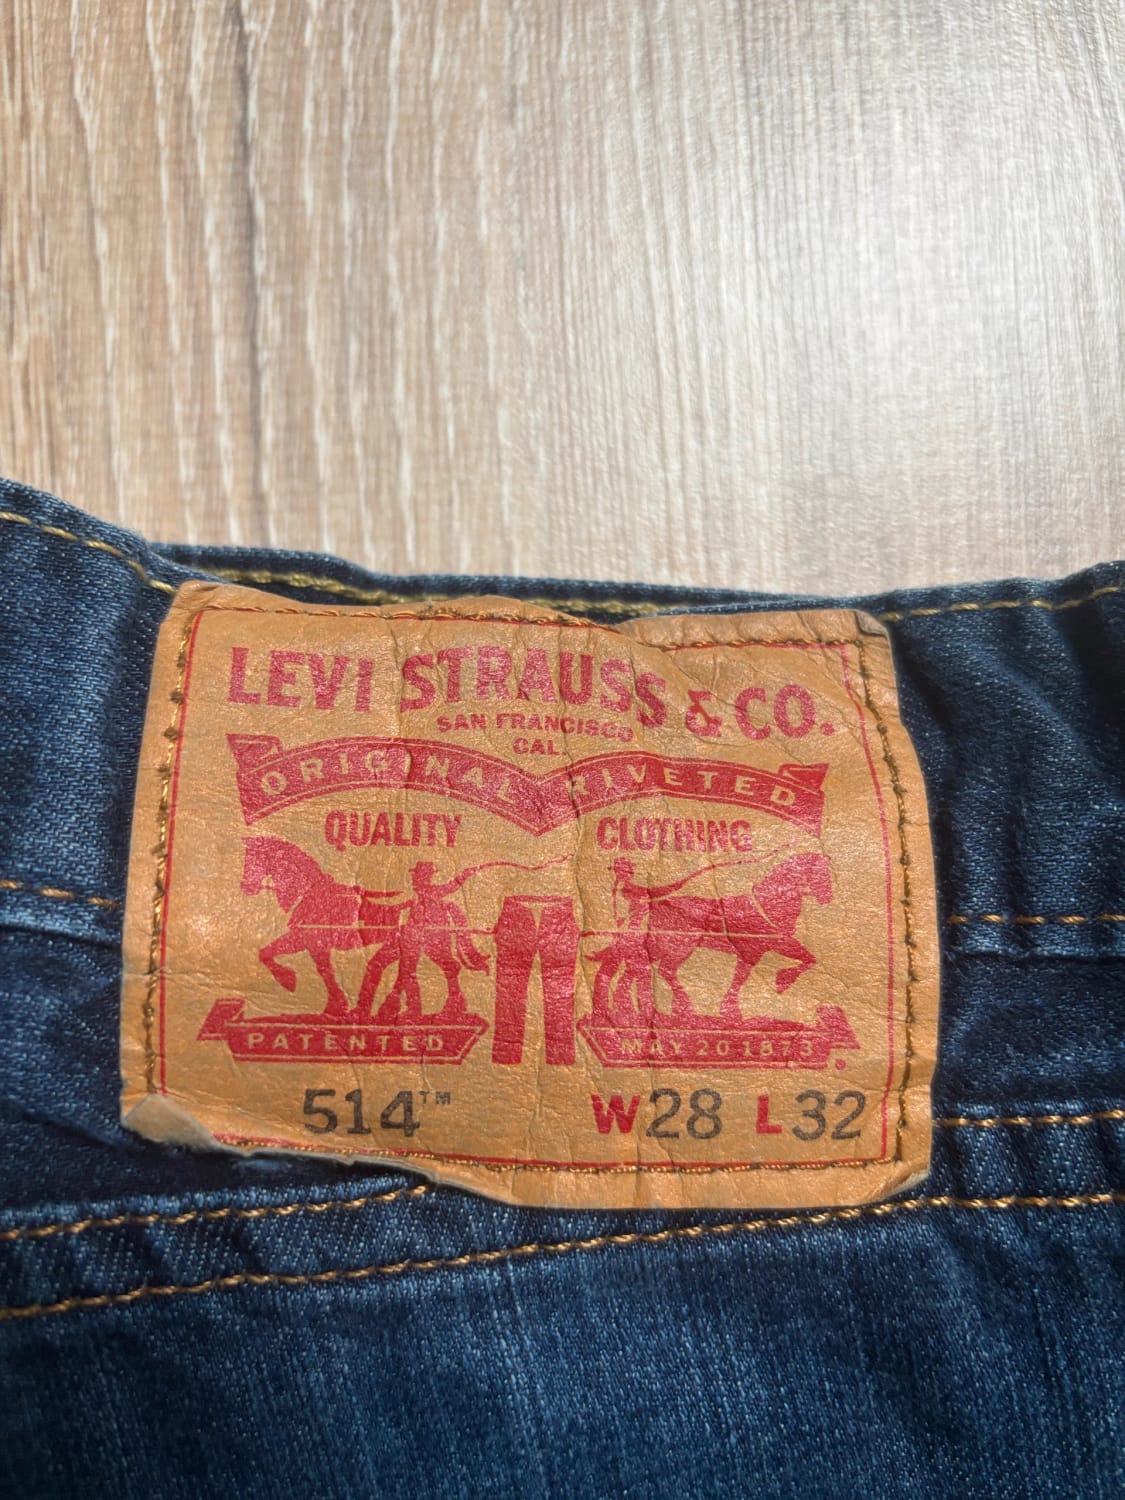 LEVI STRAUSS & CO.
SAN FRANCISCO
CAL.
ORIGINAL RIVETED
QUALITY CLOTHING
PATENTED MAY 20 1873
514™ W28 L32